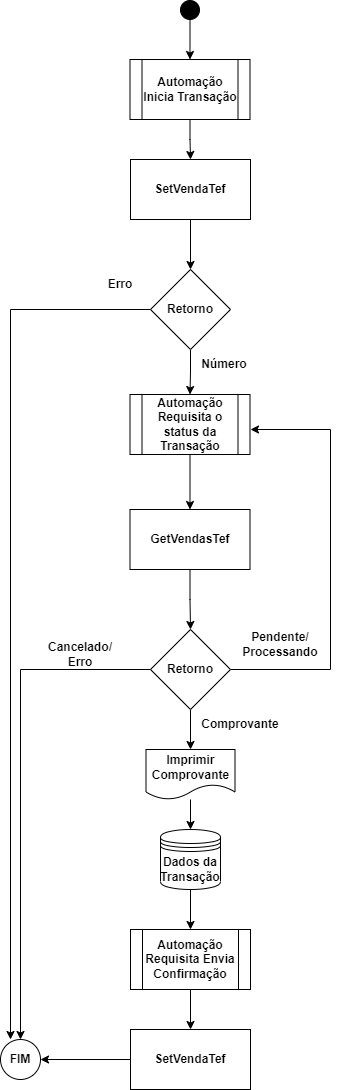 Automação
Inicia Transação
SetVendaTef
Erro
Retorno
Número
Automação
Requisita o
status da
Transação
GetVendasTef
Cancelado/
Erro
Retorno
Pendente/
Processando
Comprovante
Imprimir
Comprovante
Dados da
Transação
Automação
Requisita Envia
Confirmação
FIM
SetVendaTef